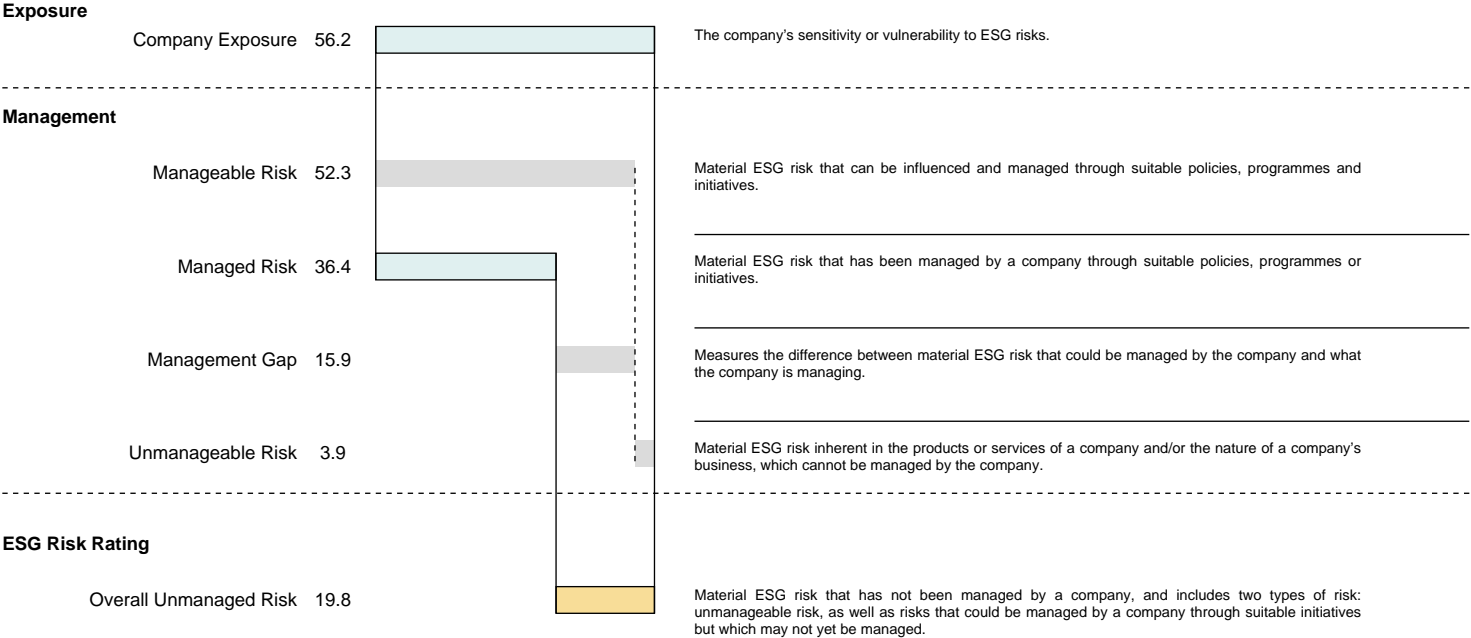 Exposure
Company Exposure 56.2
The company’s sensitivity or vulnerability to ESG risks.
Management
Manageable Risk 52.3
Material ESG risk that can be influenced and managed through suitable policies, programmes and
initiatives.
Managed Risk 36.4
Material ESG risk that has been managed by a company through suitable policies, programmes or
initiatives.
Management Gap 15.9
Measures the difference between material ESG risk that could be managed by the company and what
the company is managing.
Unmanageable Risk 3.9
Material ESG risk inherent in the products or services of a company and/or the nature of a company’s
business, which cannot be managed by the company.
ESG Risk Rating
Overall Unmanaged Risk 19.8
Material ESG risk that has not been managed by a company, and includes two types of risk:
unmanageable risk, as well as risks that could be managed by a company through suitable initiatives
but which may not yet be managed.